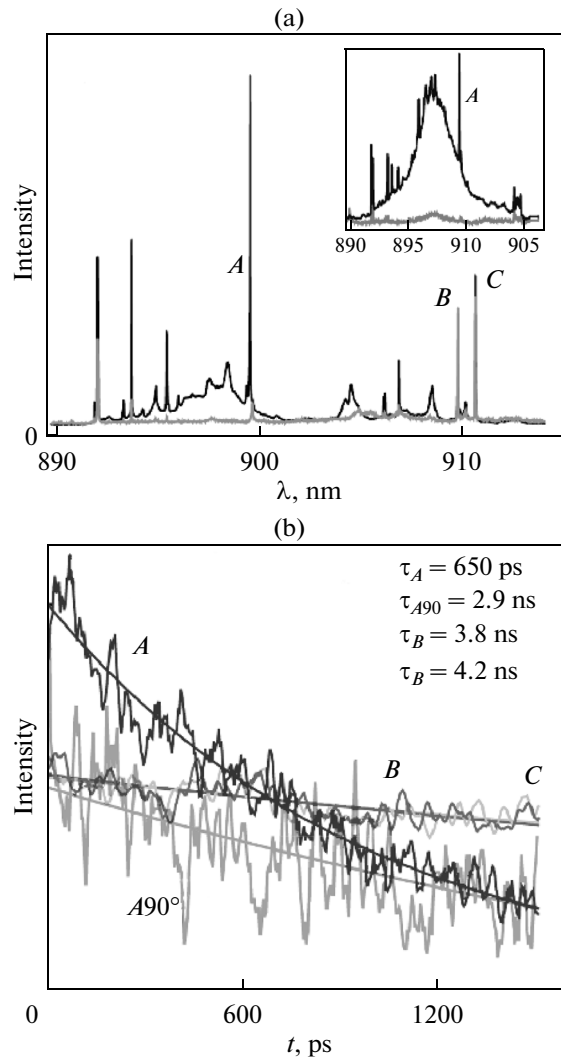 (a)
Intensity
A
B
C
A
890 895 910 905
0
890 900 910
λ, nm
(b)
Intensity
τA = 650 ps
τA90 = 2.9 ns
τB = 3.8 ns
τB = 4.2 ns
A
B
C
A90°
0 600 1200
t, ps